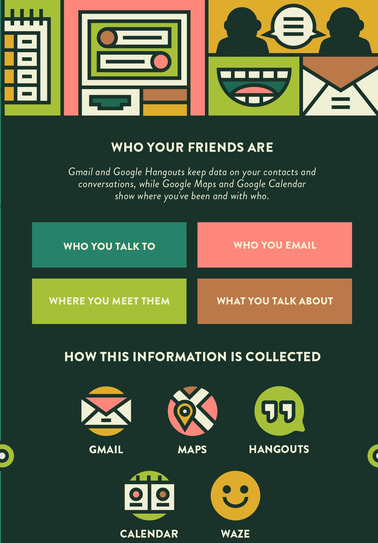 WHO YOUR FRIENDS ARE
Gmail and Google Hangouts keep data on your contacts and
conversations, while Google Maps and Google Calendar
show where you've been and with who.
WHO YOU TALK TO
WHO YOU EMAIL
WHERE YOU MEET THEM
WHAT YOU TALK ABOUT
HOW THIS INFORMATION IS COLLECTED
GMAIL
MAPS
HANGOUTS
CALENDAR
WAZE